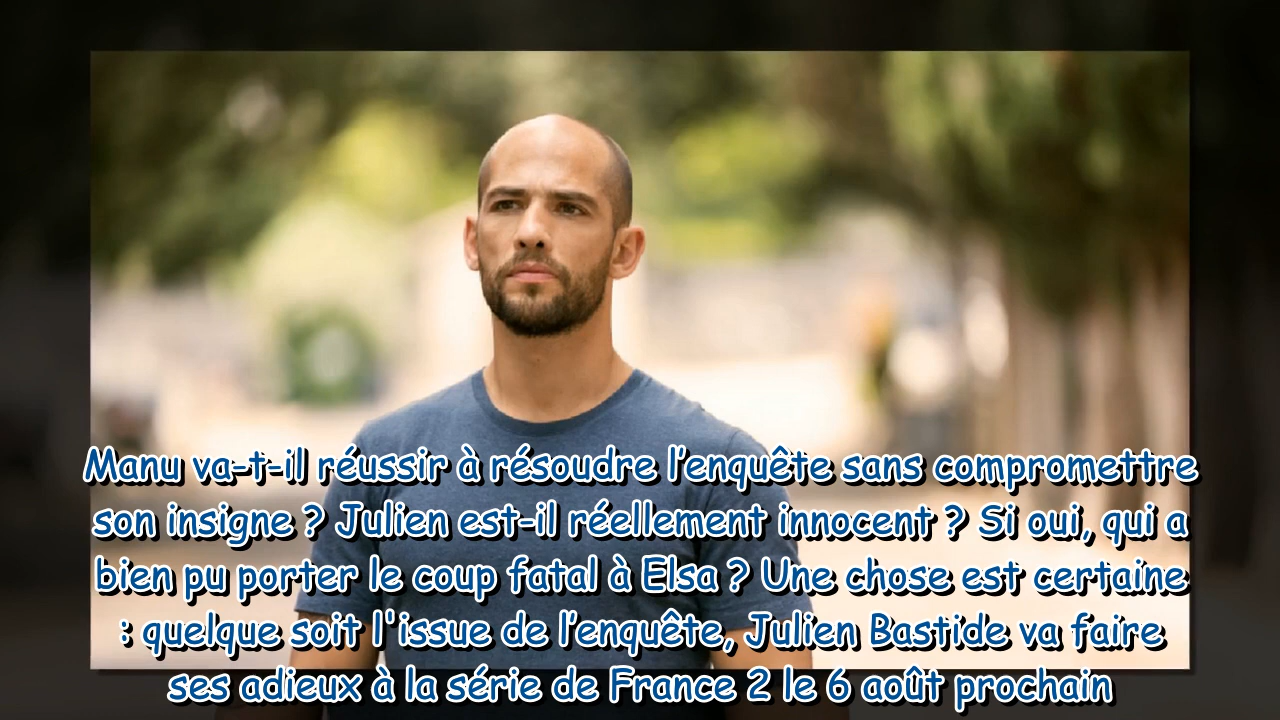 Manu va-t-il réussir à résoudre l’enquête sans compromettre
son insigne ? Julien est-il réellement innocent ? Si oui, qui a
bien pu porter le coup fatal à Elsa ? Une chose est certaine
: quelque soit l'issue de l’enquête, Julien Bastide va faire
ses adieux à la série de France 2 le 6 août prochain